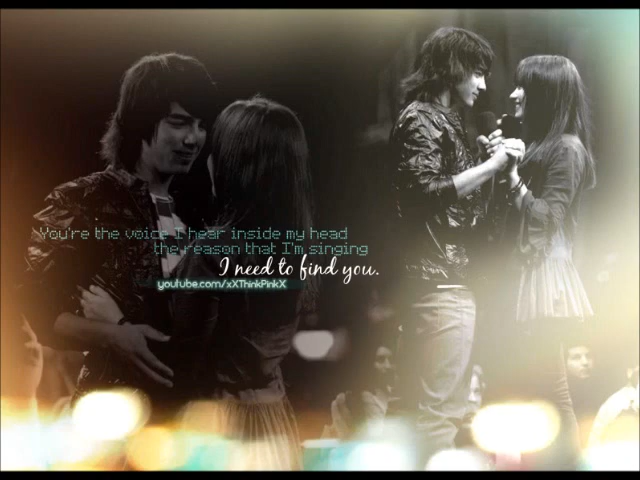 You're the voice I hear inside my head
the reason that I'm singing
I need to find you.
youtube.com/xXThinkPinkX